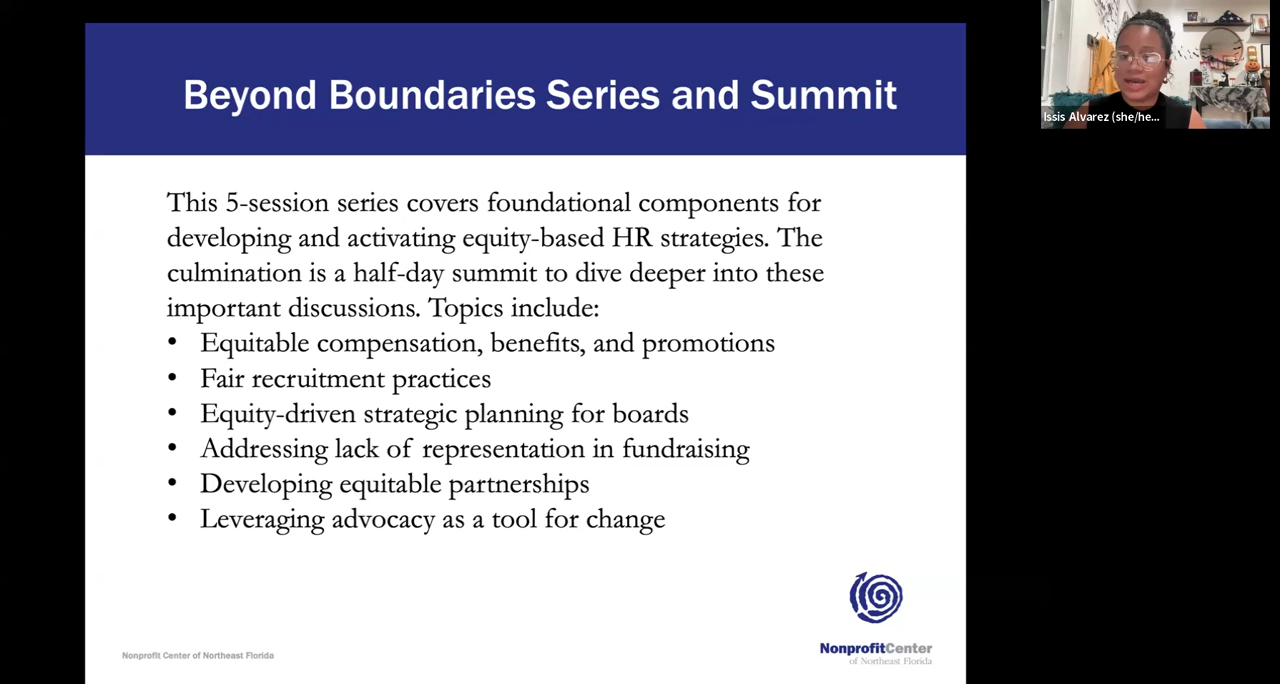 Beyond Boundaries Series and Summit
This 5-session series covers foundational components for
developing and activating equity-based HR strategies. The
culmination is a half-day summit to dive deeper into these
important discussions. Topics include:
• Equitable compensation, benefits, and promotions
• Fair recruitment practices
• Equity-driven strategic planning for boards
• Addressing lack of representation in fundraising
• Developing equitable partnerships
• Leveraging advocacy as a tool for change
Nonprofit Center of Northeast Florida
NonprofitCenter
of Northeast Florida
Issis Alvarez (she/he...